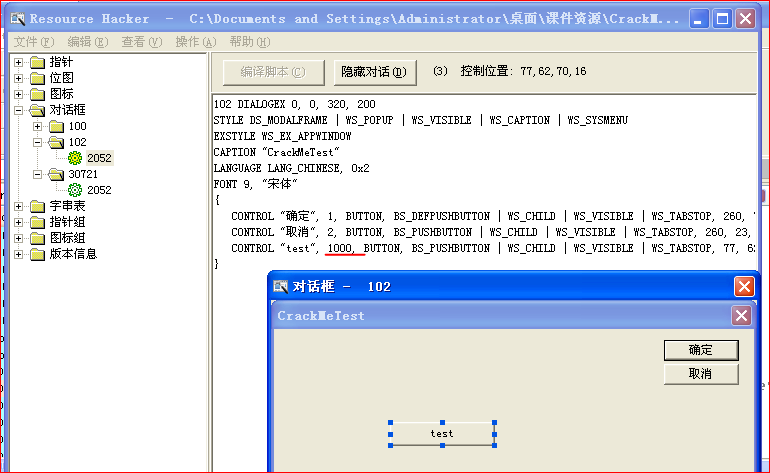 Resource Hacker - C:\Documents and Settings\Administrator\桌面\课件资源\CrackM...
文件(F) 编辑(E) 查看(V) 操作(A) 帮助(H)
指针
位图
图标
对话框
100
102
2052
30721
2052
字串表
指针组
图标组
版本信息
编译脚本(C) 隐藏对话(D) (3) 控制位置: 77,62,70,16
102 DIALOGEX 0, 0, 320, 200
STYLE DS_MODALFRAME | WS_POPUP | WS_VISIBLE | WS_CAPTION | WS_SYSMENU
EXSTYLE WS_EX_APPWINDOW
CAPTION "CrackMeTest"
LANGUAGE LANG_CHINESE, 0x2
FONT 9, "宋体"
{
CONTROL "确定", 1, BUTTON, BS_DEFPUSHBUTTON | WS_CHILD | WS_VISIBLE | WS_TABSTOP, 260,
CONTROL "取消", 2, BUTTON, BS_PUSHBUTTON | WS_CHILD | WS_VISIBLE | WS_TABSTOP, 260, 23,
CONTROL "test", 1000, BUTTON, BS_PUSHBUTTON | WS_CHILD | WS_VISIBLE | WS_TABSTOP, 77,
}
对话框 - 102
CrackMeTest
确定
取消
test